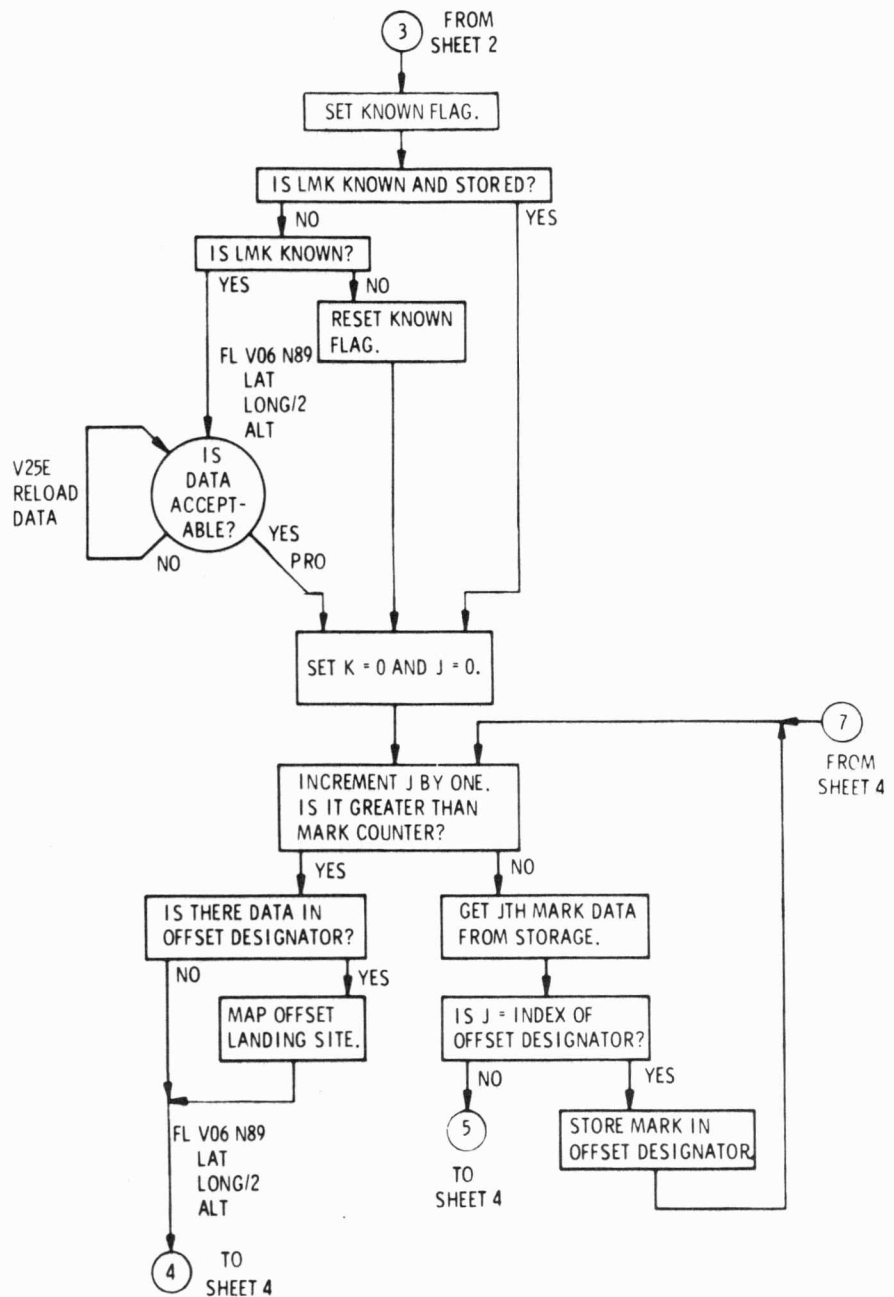 3
FROM
SHEET 2
SET KNOWN FLAG.
IS LMK KNOWN AND STORED?
NO
YES
IS LMK KNOWN?
YES
NO
RESET KNOWN
FLAG.
FL V06 N89
LAT
LONG/2
ALT
V25E
RELOAD
DATA
IS
DATA
ACCEPT-
ABLE?
NO
YES
PRO
SET K = 0 AND J = 0.
7
FROM
SHEET 4
INCREMENT J BY ONE.
IS IT GREATER THAN
MARK COUNTER?
YES
NO
IS THERE DATA IN
OFFSET DESIGNATOR?
GET JTH MARK DATA
FROM STORAGE.
NO
YES
MAP OFFSET
LANDING SITE.
IS J = INDEX OF
OFFSET DESIGNATOR?
NO
YES
FL V06 N89
LAT
LONG/2
ALT
5
TO
SHEET 4
STORE MARK IN
OFFSET DESIGNATOR.
4
TO
SHEET 4